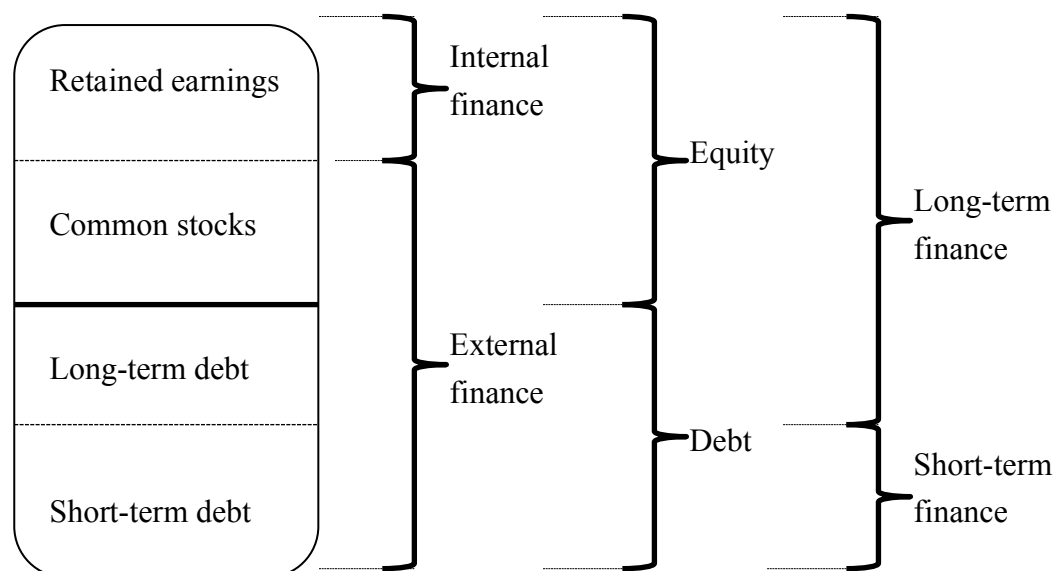 Retained earnings
Common stocks
Long-term debt
Short-term debt
Internal
finance
External
finance
Equity
Debt
Long-term
finance
Short-term
finance